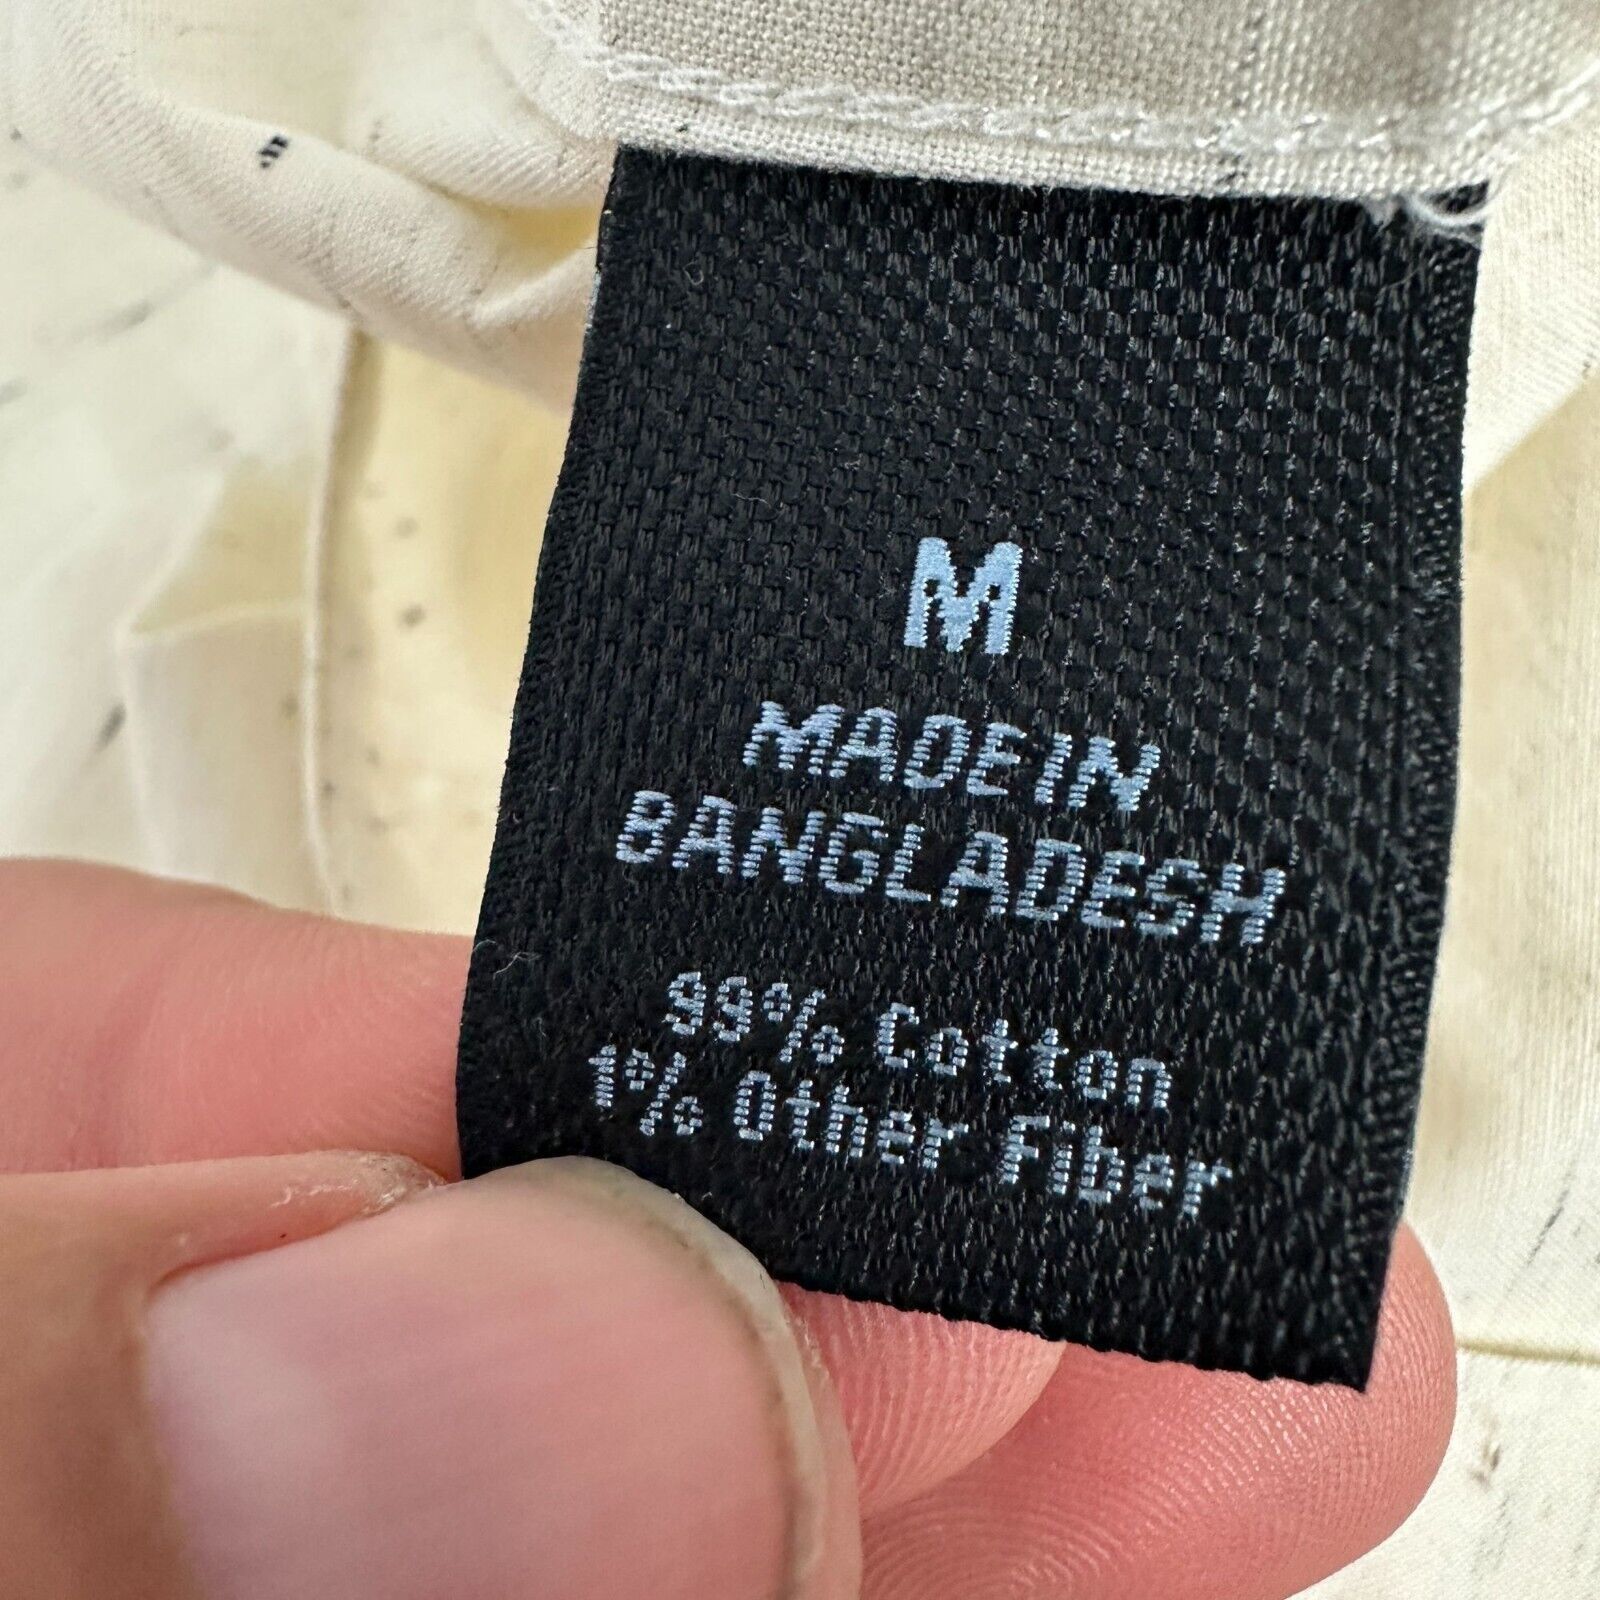 M
MADE IN
BANGLADESH
99% Cotton
1% Other Fiber